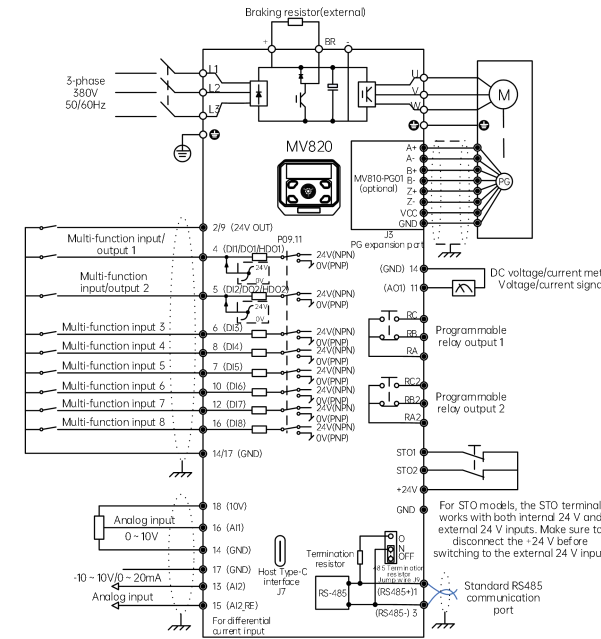 Braking resistor(external)
+
BR
-
3-phase
380V
50/60Hz
L1
L2
L3
U
V
W
M
MV820
MV810-PG01
(optional)
A+
A-
B+
B-
Z+
Z-
VCC
GND
PG
J3
PG expansion port
2/9 (24V OUT)
Multi-function input/
output 1
4 (DI1/DO1/HDO1)
P09.11
24V
0V
24V(NPN)
0V(PNP)
Multi-function
input/output 2
5 (DI2/DO2/HDO2)
24V
0V
24V(NPN)
0V(PNP)
Multi-function input 3
6 (DI3)
24V(NPN)
0V(PNP)
Multi-function input 4
8 (DI4)
24V(NPN)
0V(PNP)
Multi-function input 5
7 (DI5)
24V(NPN)
0V(PNP)
Multi-function input 6
10 (DI6)
24V(NPN)
0V(PNP)
Multi-function input 7
12 (DI7)
24V(NPN)
0V(PNP)
Multi-function input 8
16 (DI8)
24V(NPN)
0V(PNP)
14/17 (GND)
(GND) 14
(AO1) 11
DC voltage/current met
Voltage/current signa
RC
RB
RA
Programmable
relay output 1
RC2
RB2
RA2
Programmable
relay output 2
STO1
STO2
+24V
GND
For STO models, the STO terminal
works with both internal 24 V and
external 24 V inputs. Make sure to
disconnect the +24 V before
switching to the external 24 V inpu
18 (10V)
Analog input
0 ~ 10V
16 (AI1)
14 (GND)
17 (GND)
-10 ~ 10V/0 ~ 20mA
13 (AI2)
Analog input
15 (AI2_RE)
For differential
current input
Host Type-C
interface
J7
Termination
resistor
RS-485
O
N
OFF
485 Termination
resistor
Jump wire J9
(RS485+)1
(RS485-) 3
Standard RS485
communication
port